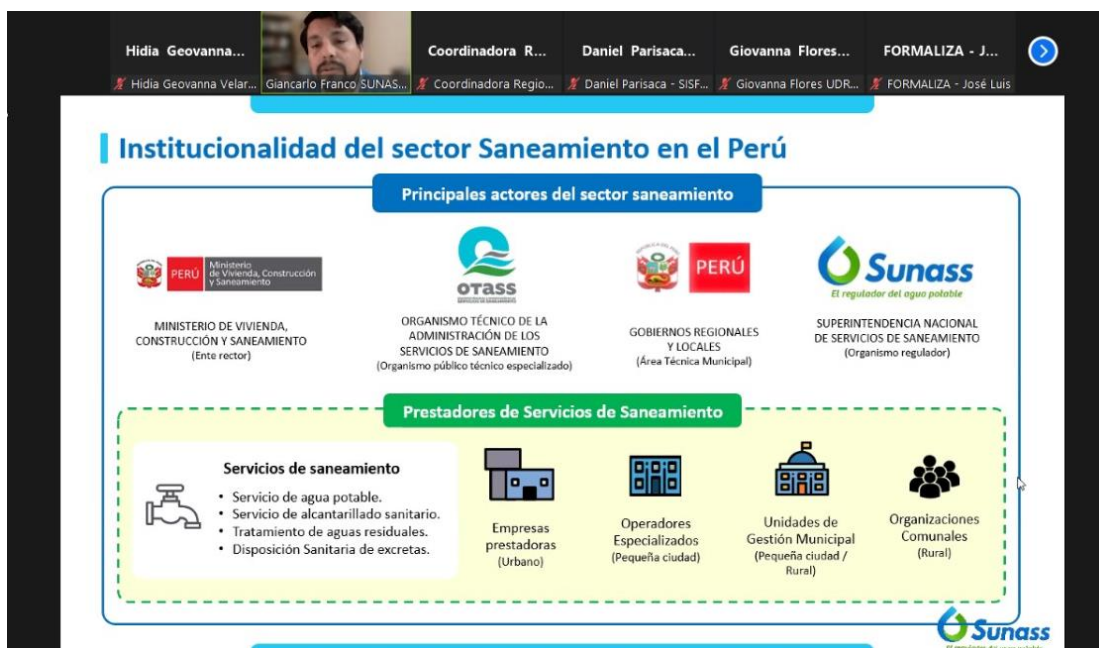 Hidia Geovanna...
Coordinadora R...
Daniel Parisaca...
Giovanna Flores...
FORMALIZA - J...
Hidia Geovanna Velar...
Giancarlo Franco SUNAS...
Coordinadora Regio...
Daniel Parisaca - SISF...
Giovanna Flores UDR...
FORMALIZA - José Luis
Institucionalidad del sector Saneamiento en el Perú
Principales actores del sector saneamiento
PERÚ
Ministerio
de Vivienda, Construcción
y Saneamiento
MINISTERIO DE VIVIENDA,
CONSTRUCCIÓN Y SANEAMIENTO
(Ente rector)
OTASS
ORGANISMO TÉCNICO DE LA
ADMINISTRACIÓN DE LOS
SERVICIOS DE SANEAMIENTO
(Organismo público técnico especializado)
PERÚ
GOBIERNOS REGIONALES
Y LOCALES
(Área Técnica Municipal)
Sunass
El regulador del agua potable
SUPERINTENDENCIA NACIONAL
DE SERVICIOS DE SANEAMIENTO
(Organismo regulador)
Prestadores de Servicios de Saneamiento
Servicios de saneamiento
• Servicio de agua potable.
• Servicio de alcantarillado sanitario.
• Tratamiento de aguas residuales.
• Disposición Sanitaria de excretas.
Empresas
prestadoras
(Urbano)
Operadores
Especializados
(Pequeña ciudad)
Unidades de
Gestión Municipal
(Pequeña ciudad /
Rural)
Organizaciones
Comunales
(Rural)
Sunass